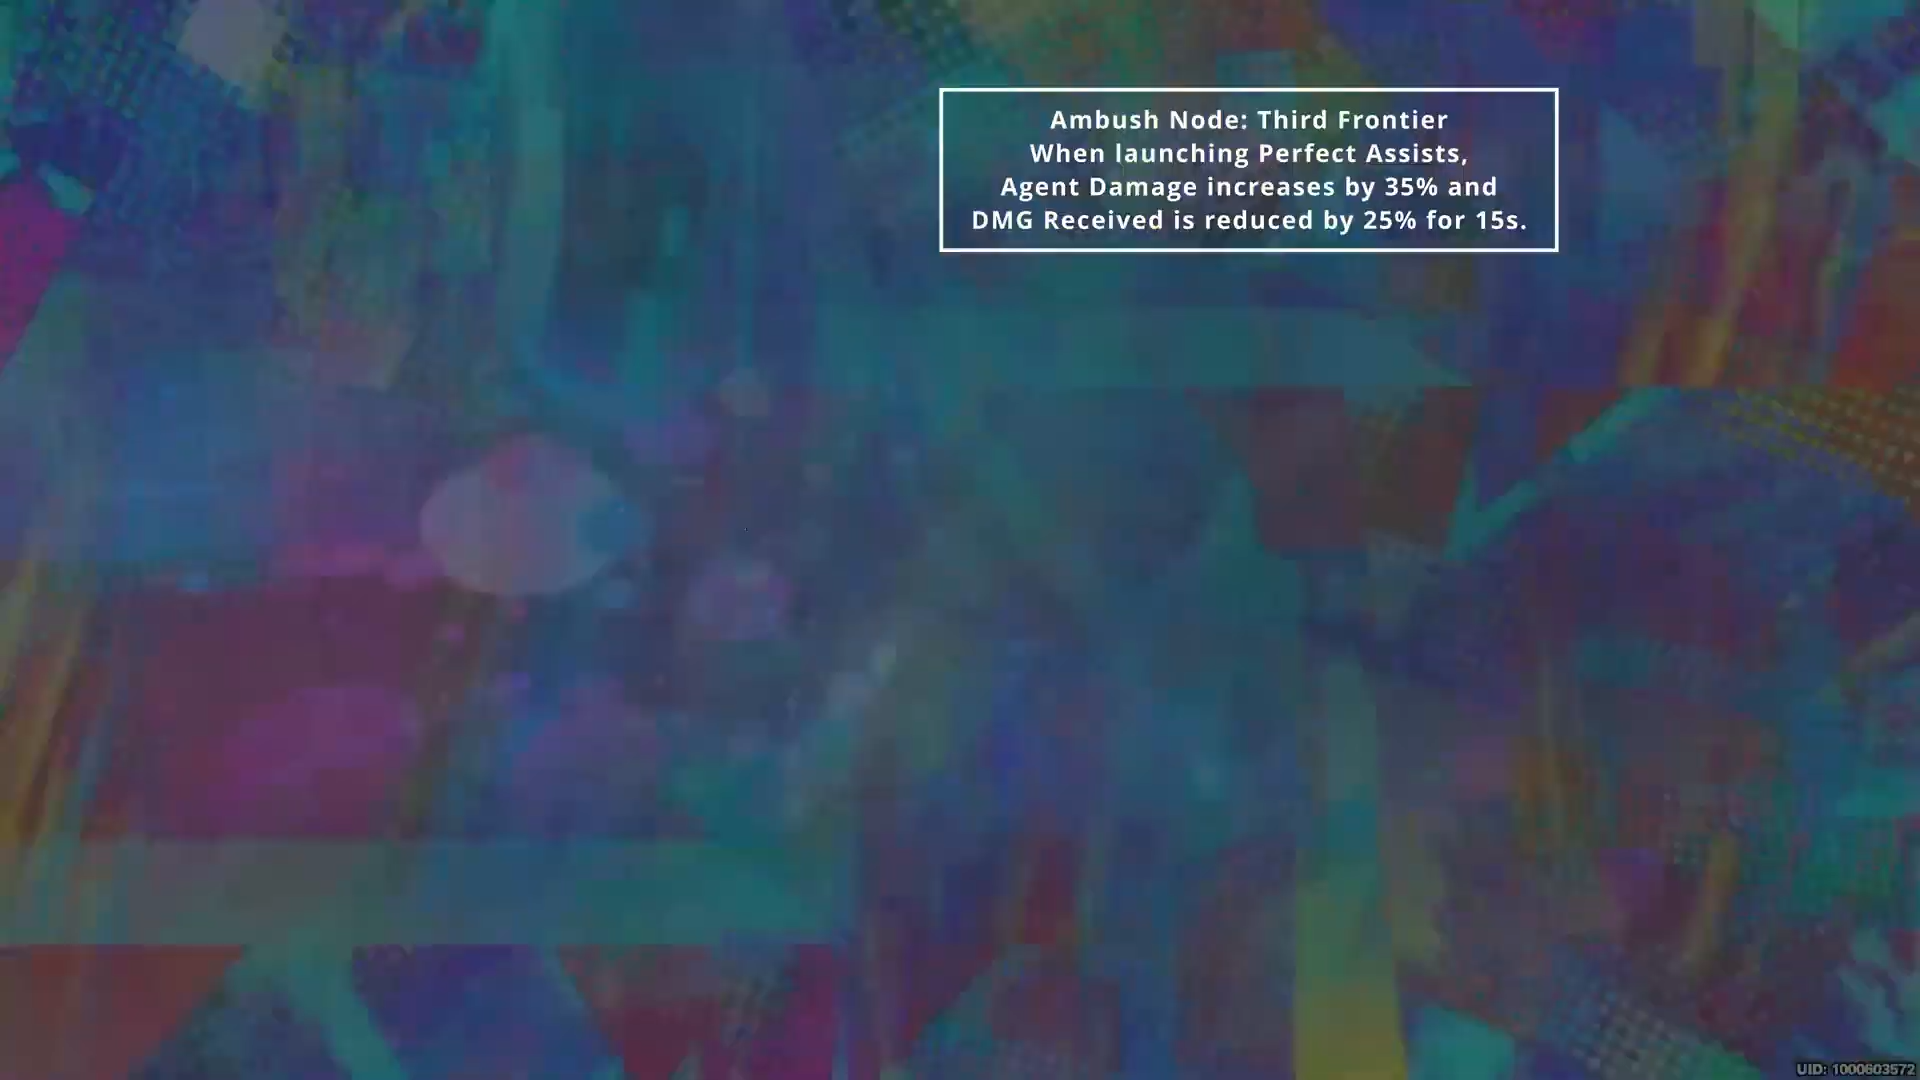 Ambush Node: Third Frontier
When launching Perfect Assists,
Agent Damage increases by 35% and
DMG Received is reduced by 25% for 15s.
UID: 1000603572